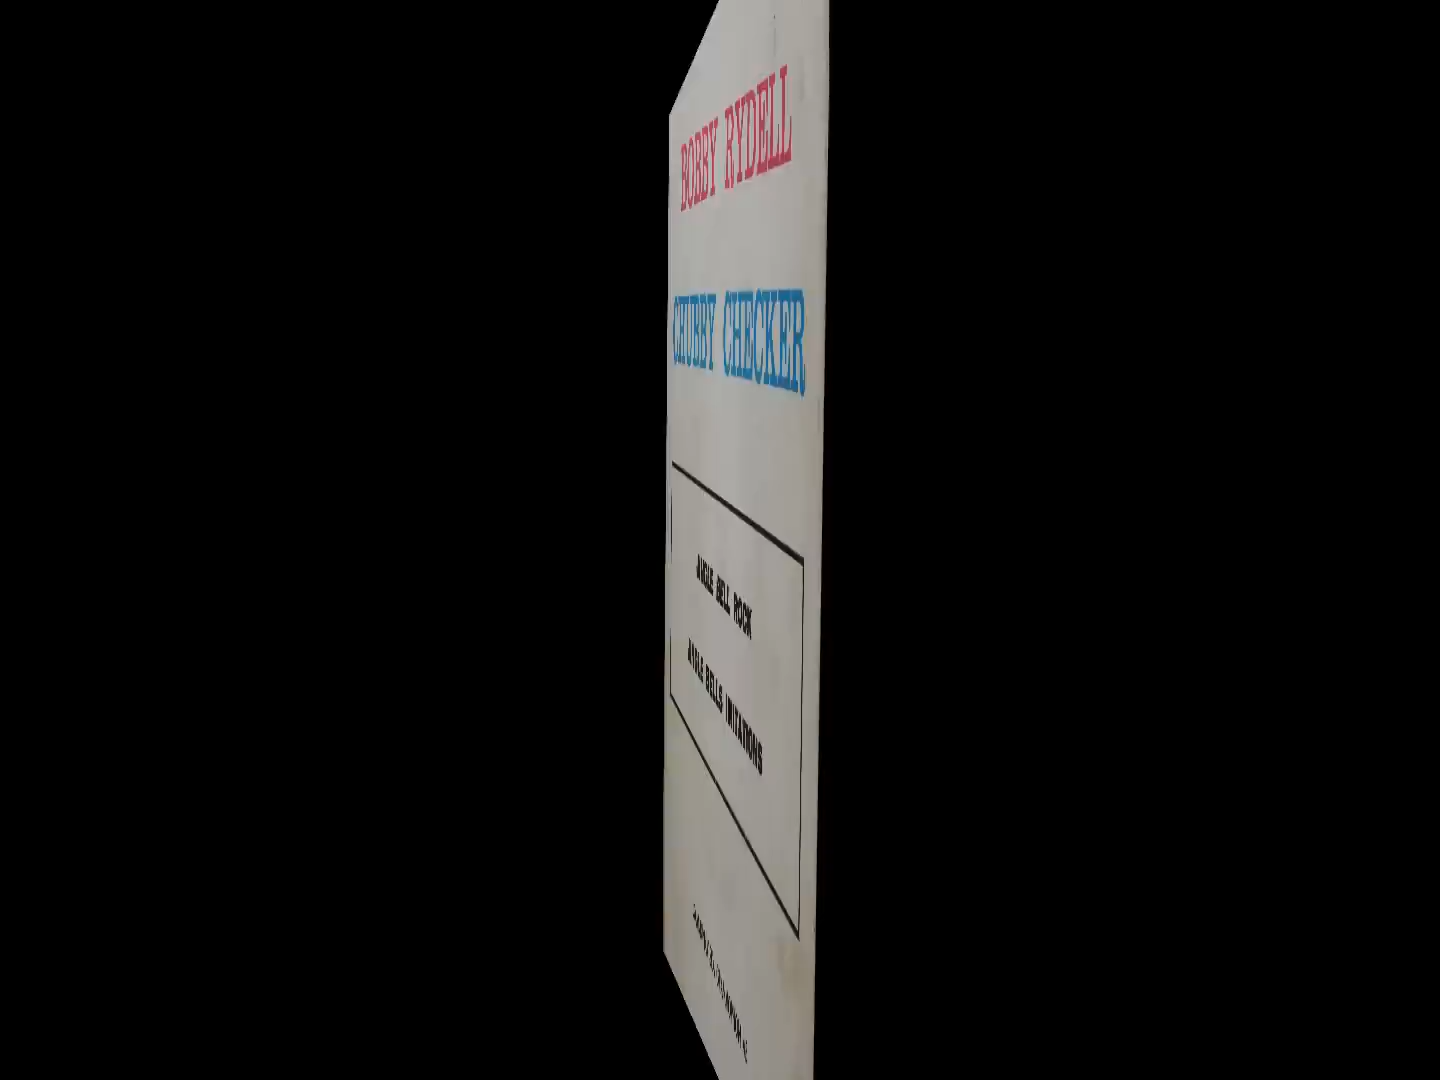 BOBBY RYDELL
CHUBBY CHECKER
JINGLE BELL ROCK
JINGLE BELLS IMITATIONS